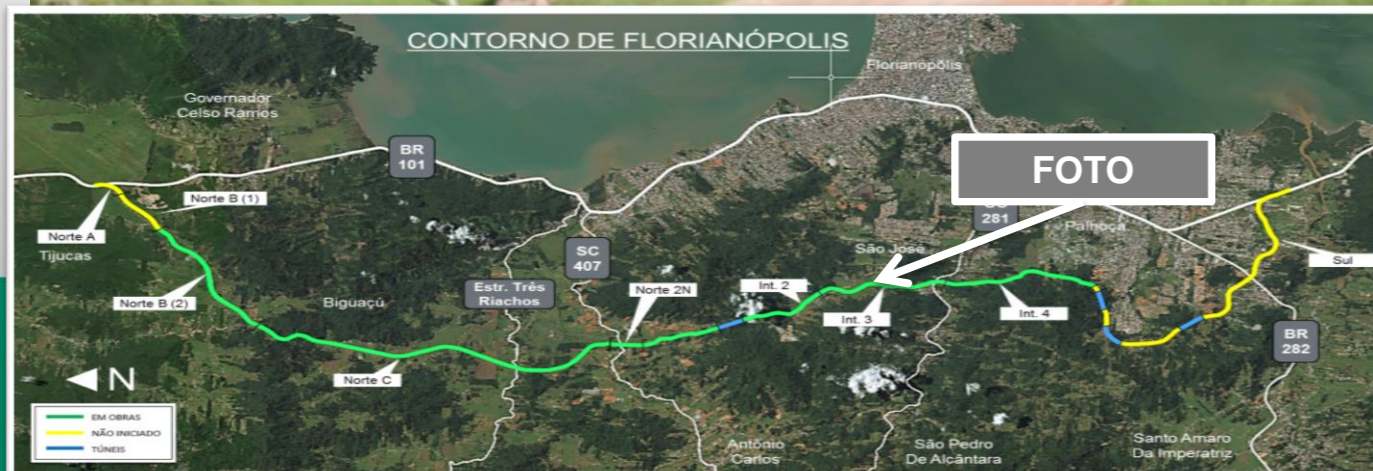 CONTORNO DE FLORIANÓPOLIS
Florianópolis
Governador
Celso Ramos
BR
101
FOTO
281
Norte B (1)
Norte A
Tijucas
Palhoça
São José
SC
407
Sul
Estr. Três
Riachos
Norte 2N
Int. 2
Norte B (2)
Biguaçú
Int. 3
Int. 4
BR
282
Norte C
N
EM OBRAS
NÃO INICIADO
TÚNEIS
Antônio
Carlos
São Pedro
De Alcântara
Santo Amaro
Da Imperatriz